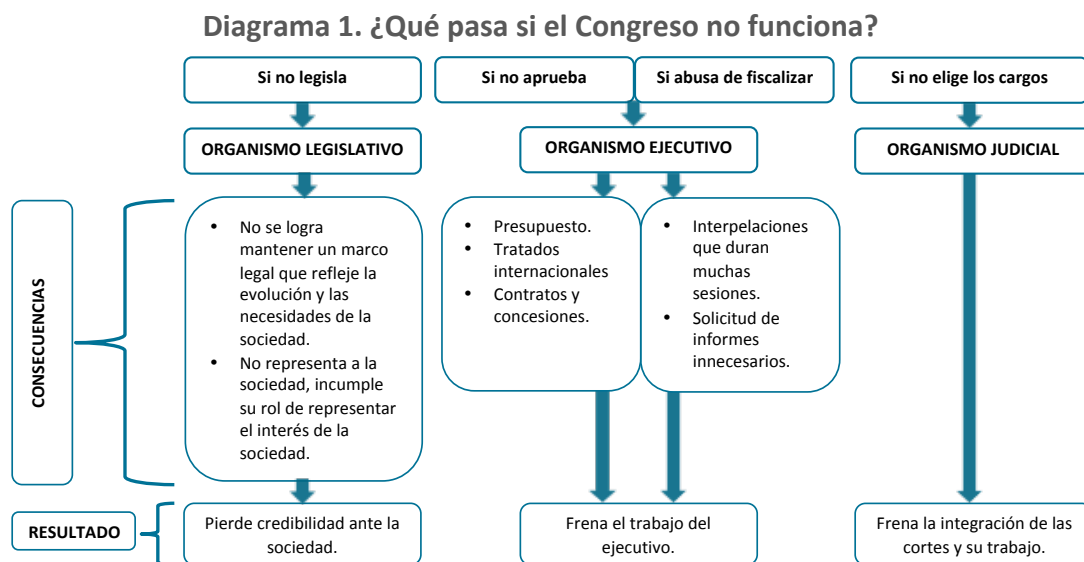 Diagrama 1. ¿Qué pasa si el Congreso no funciona?
Si no legisla
Si no aprueba
Si abusa de fiscalizar
Si no elige los cargos
ORGANISMO LEGISLATIVO
ORGANISMO EJECUTIVO
ORGANISMO JUDICIAL
CONSECUENCIAS
• No se logra
mantener un marco
legal que refleje la
evolución y las
necesidades de la
sociedad.
• No representa a la
sociedad, incumple
su rol de representar
el interés de la
sociedad.
• Presupuesto.
• Tratados
internacionales
• Contratos y
concesiones.
• Interpelaciones
que duran
muchas
sesiones.
• Solicitud de
informes
innecesarios.
RESULTADO
Pierde credibilidad ante la
sociedad.
Frena el trabajo del
ejecutivo.
Frena la integración de las
cortes y su trabajo.